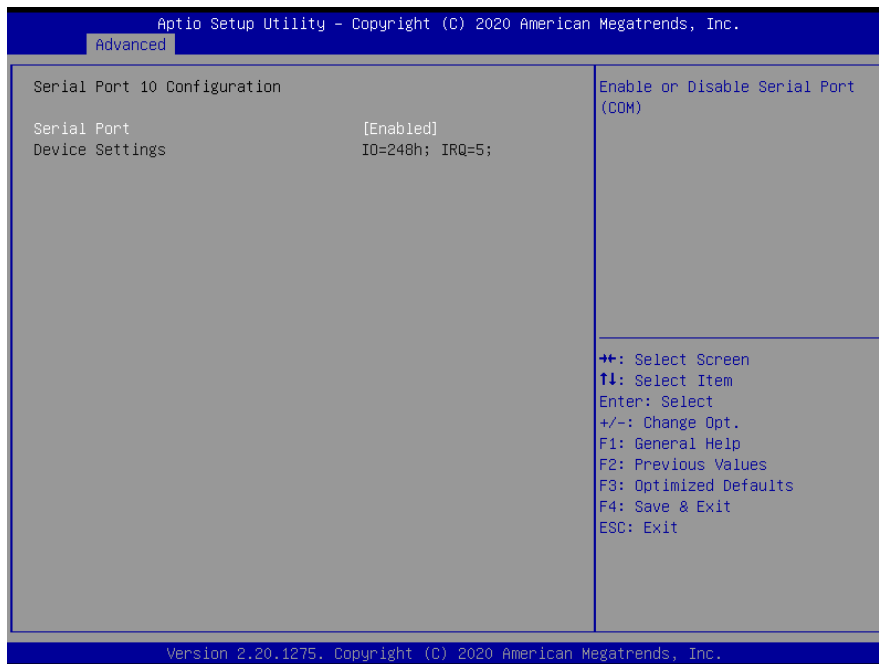 Aptio Setup Utility – Copyright (C) 2020 American Megatrends, Inc.
Advanced
Serial Port 10 Configuration
Serial Port [Enabled]
Device Settings IO=248h; IRQ=5;
Enable or Disable Serial Port
(COM)
→←: Select Screen
↑↓: Select Item
Enter: Select
+/-: Change Opt.
F1: General Help
F2: Previous Values
F3: Optimized Defaults
F4: Save & Exit
ESC: Exit
Version 2.20.1275. Copyright (C) 2020 American Megatrends, Inc.